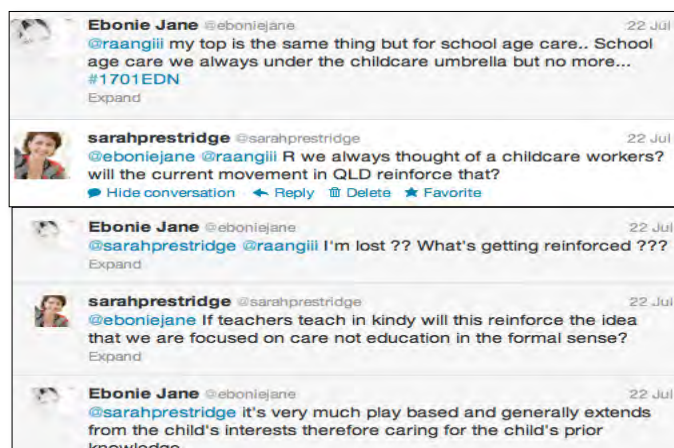 Ebonie Jane @eboniejane 22 Jul
@raangiii my top is the same thing but for school age care.. School
age care we always under the childcare umbrella but no more...
#1701EDN
Expand
sarahprestridge @sarahprestridge 22 Jul
@eboniejane @raangiii R we always thought of a childcare workers?
will the current movement in QLD reinforce that?
Hide conversation Reply Delete Favorite
Ebonie Jane @eboniejane 22 Jul
@sarahprestridge @raangiii I'm lost ?? What's getting reinforced ???
Expand
sarahprestridge @sarahprestridge 22 Jul
@eboniejane If teachers teach in kindy will this reinforce the idea
that we are focused on care not education in the formal sense?
Expand
Ebonie Jane @eboniejane 22 Jul
@sarahprestridge it's very much play based and generally extends
from the child's interests therefore caring for the child's prior
knowledge